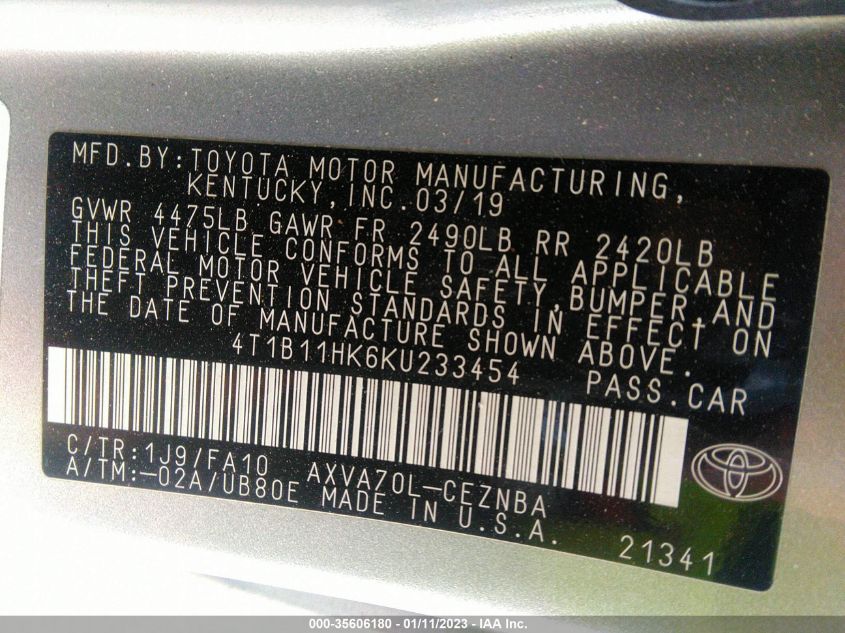 MFD.BY:TOYOTA MOTOR MANUFACTURING,
KENTUCKY, INC. 03/19
GVWR 4475LB GAWR FR 2490LB RR 2420LB
THIS VEHICLE CONFORMS TO ALL APPLICABLE
FEDERAL MOTOR VEHICLE SAFETY, BUMPER, AND
THEFT PREVENTION STANDARDS IN EFFECT ON
THE DATE OF MANUFACTURE SHOWN ABOVE.
4T1B11HK6KU233454 PASS.CAR
C/TR:1J9/FA10 AXVA70L-CEZNBA
A/TM:-02A/UB80E MADE IN U.S.A.
21341
000-35606180 - 01/11/2023 - IAA Inc.